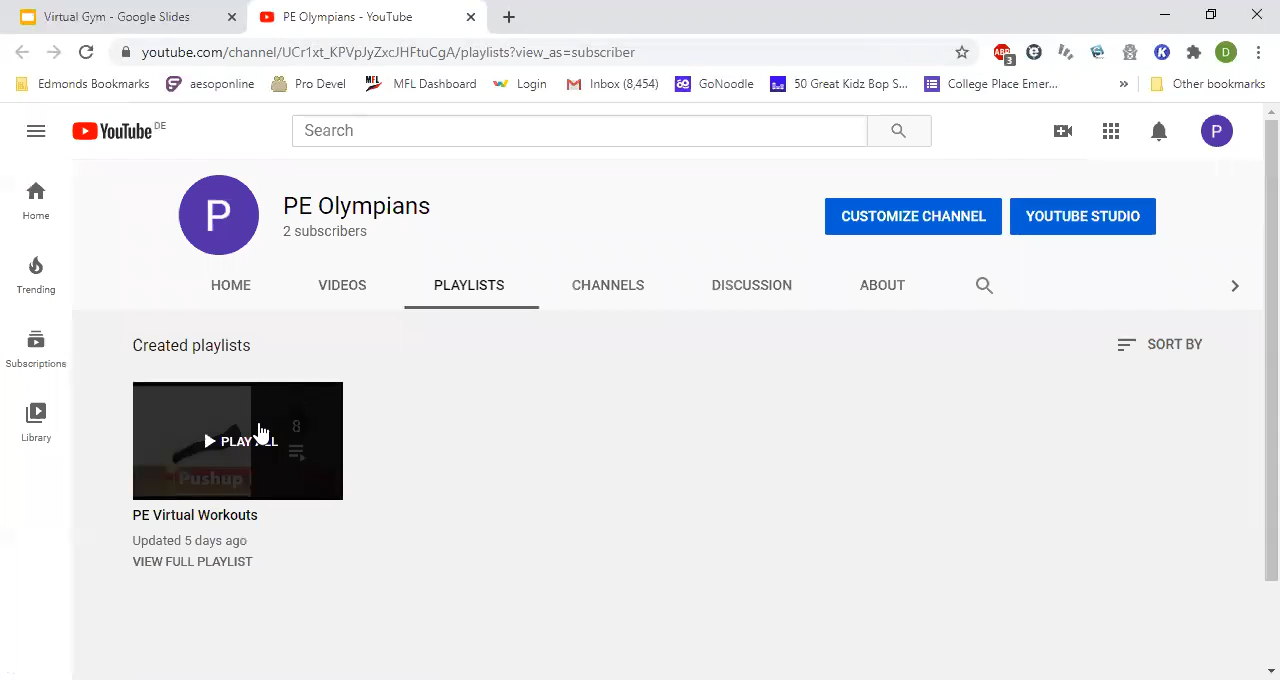 Virtual Gym - Google Slides
PE Olympians - YouTube
youtube.com/channel/UCr1xt_KPVpJyZxcJHFtuCgA/playlists?view_as=subscriber
3
D
Edmonds Bookmarks
aesoponline
Pro Devel
MFL
MFL Dashboard
Login
Inbox (8,454)
GoNoodle
50 Great Kidz Bop S...
College Place Emer...
Other bookmarks
YouTube DE
Search
P
Home
Trending
Subscriptions
Library
P
PE Olympians
2 subscribers
CUSTOMIZE CHANNEL
YOUTUBE STUDIO
HOME
VIDEOS
PLAYLISTS
CHANNELS
DISCUSSION
ABOUT
Created playlists
SORT BY
8
PLAY ALL
Pushup
PE Virtual Workouts
Updated 5 days ago
VIEW FULL PLAYLIST